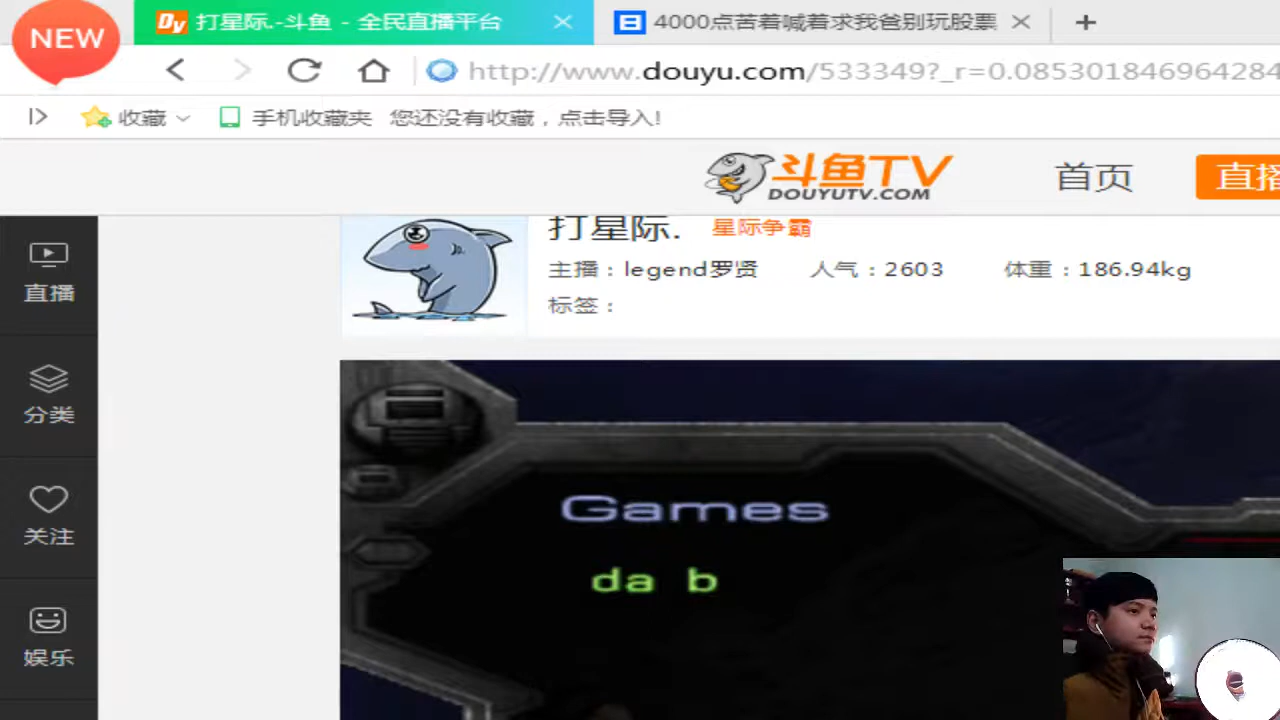 NEW
Dy 打星际.-斗鱼 - 全民直播平台
4000点苦着喊着求我爸别玩股票
http://www.douyu.com/533349?_r=0.085301846964284
收藏
手机收藏夹
您还没有收藏，点击导入!
斗鱼TV
DOUYUTV.COM
首页
直播
打星际.
星际争霸
主播：legend罗贤
人气：2603
体重：186.94kg
标签：
直播
分类
关注
娱乐
Games
da b